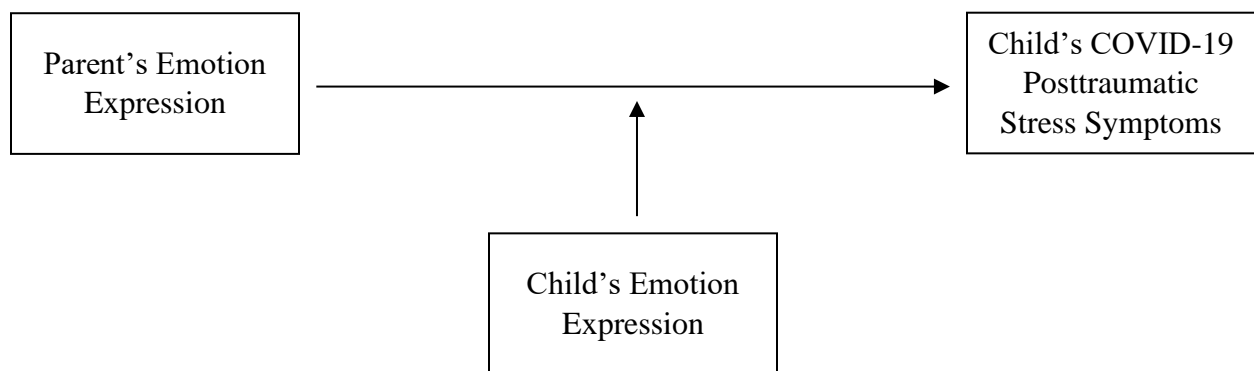 Parent’s Emotion
Expression
Child’s COVID-19
Posttraumatic
Stress Symptoms
Child’s Emotion
Expression